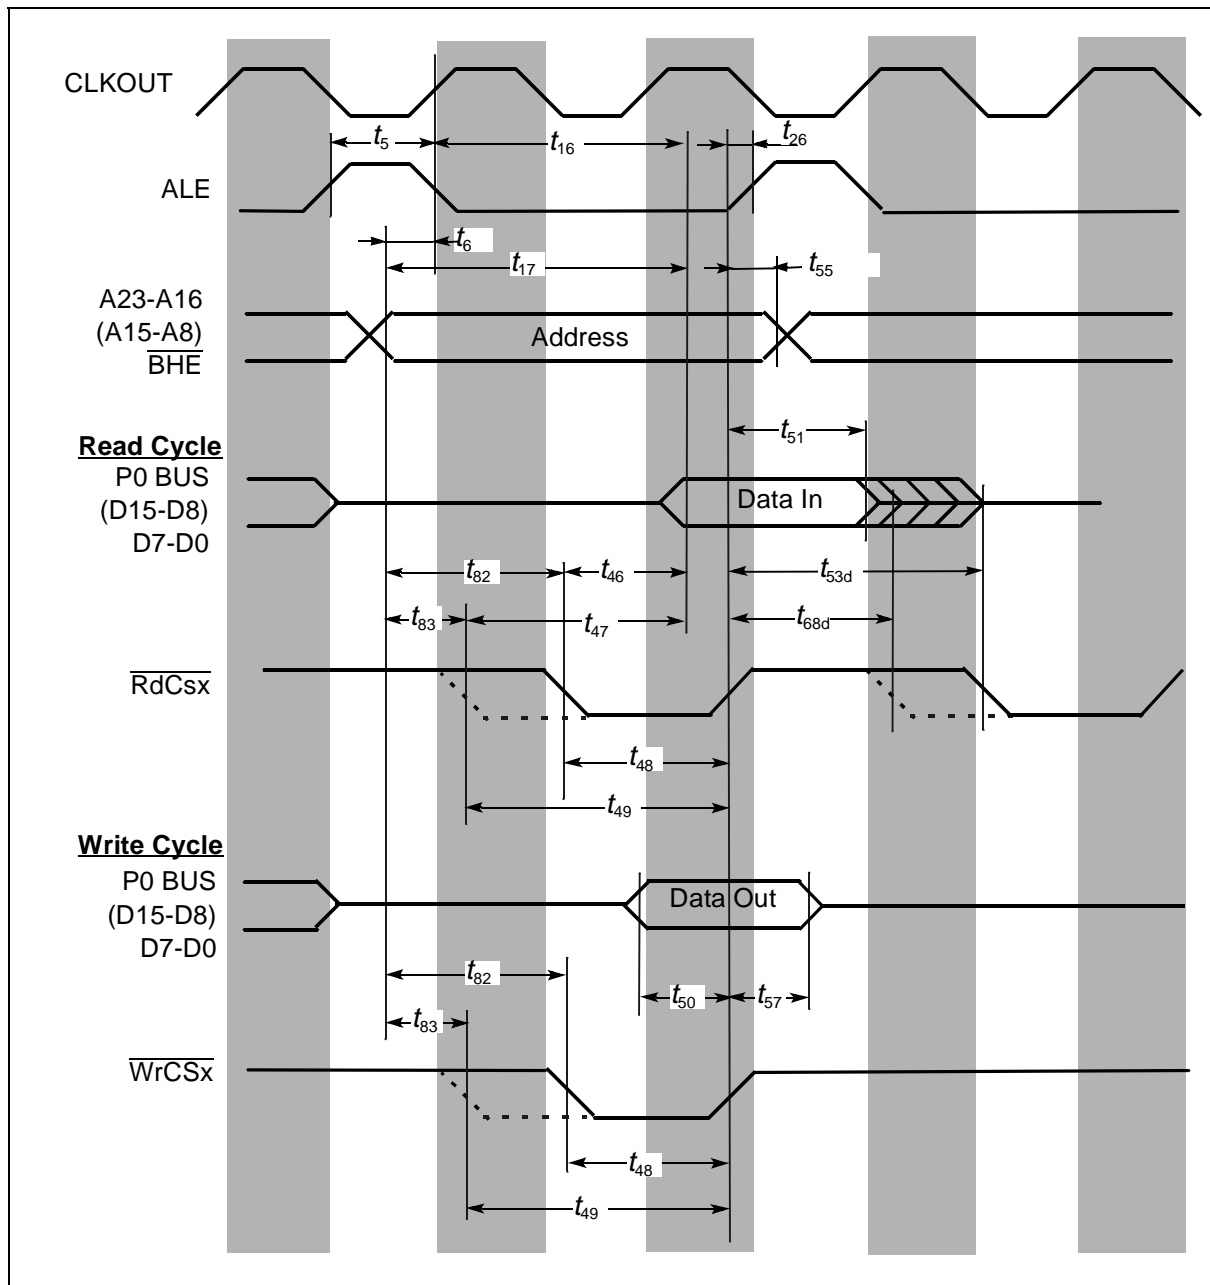 CLKOUT
t5
t16
t26
ALE
t6
t17
t55
A23-A16
(A15-A8)
BHE
Address
t51
Read Cycle
P0 BUS
(D15-D8)
D7-D0
Data In
t82
t46
t53d
t83
t47
t68d
RdCsx
t48
t49
Write Cycle
P0 BUS
(D15-D8)
D7-D0
Data Out
t82
t50
t57
t83
WrCSx
t48
t49